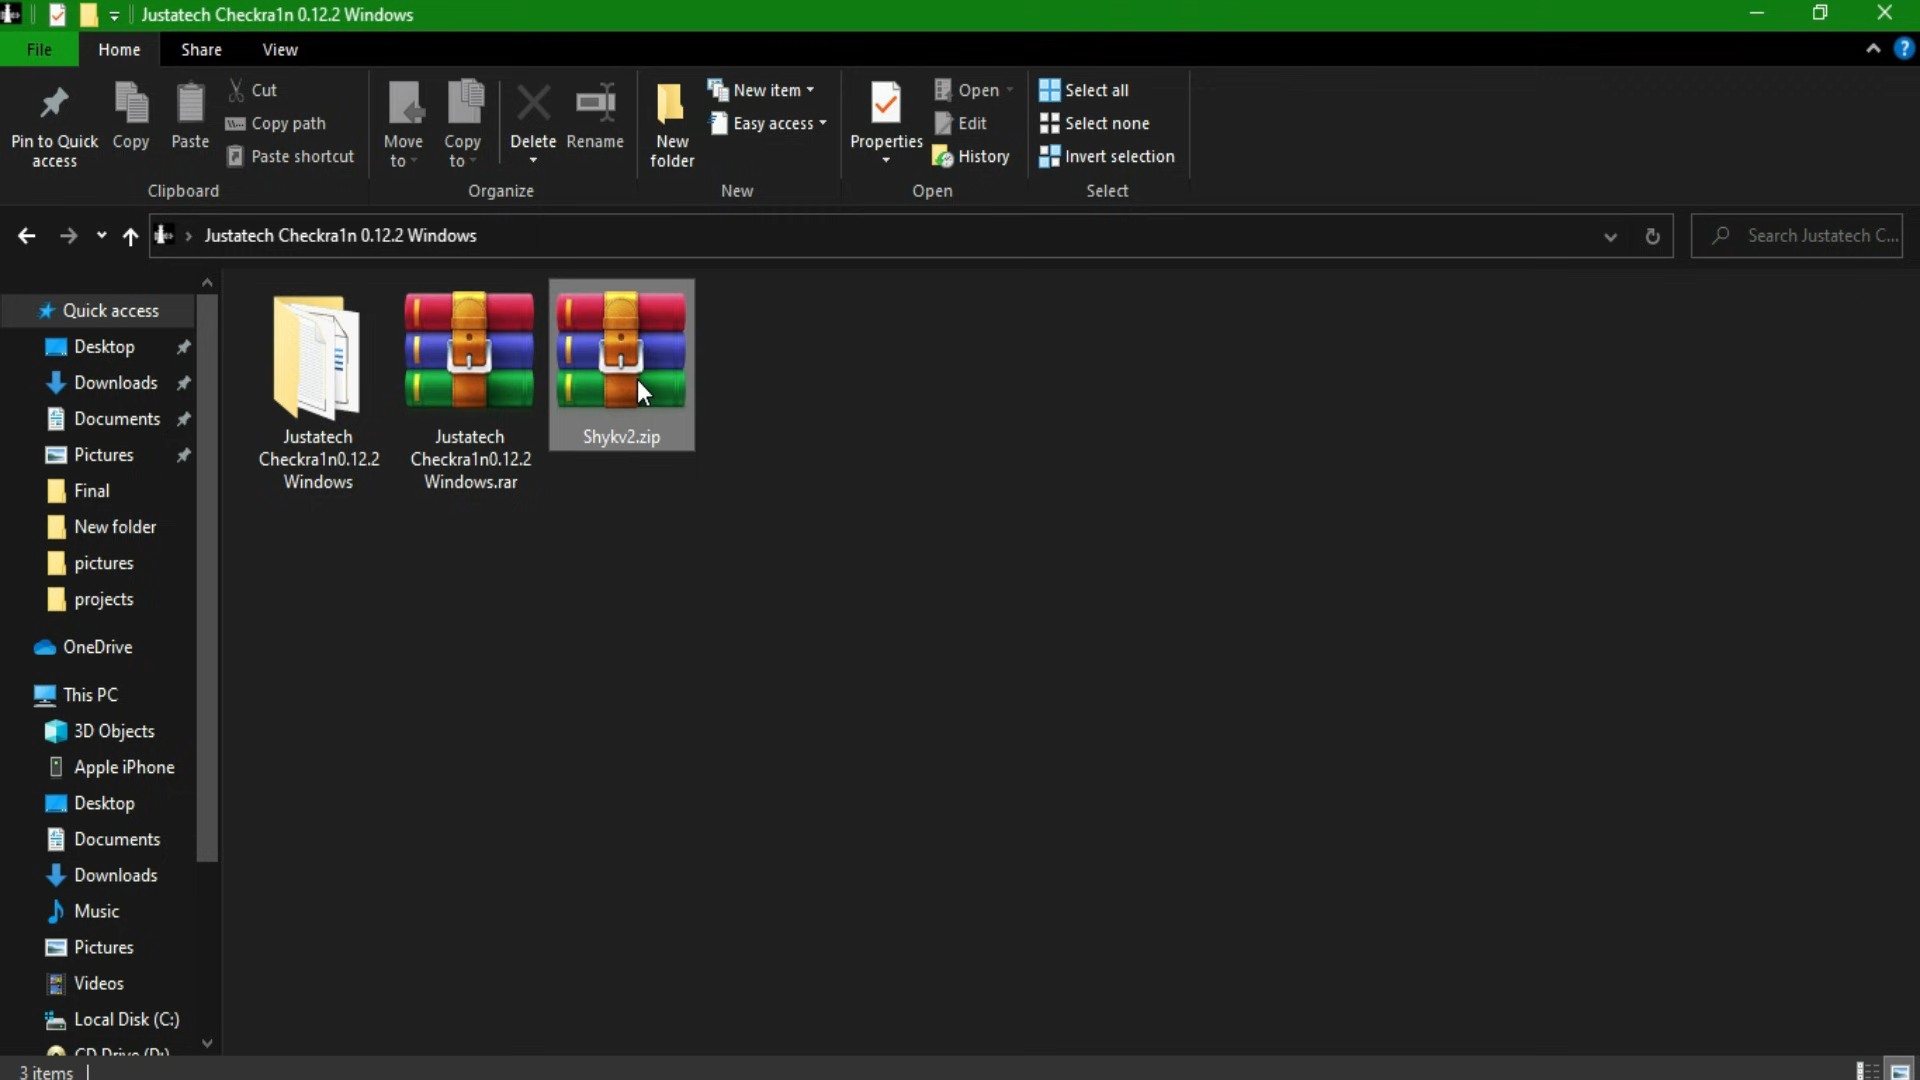 Justatech Checkra1n 0.12.2 Windows
File Home Share View
Pin to Quick access
Copy
Paste
Cut
Copy path
Paste shortcut
Clipboard
Move to
Copy to
Delete
Rename
Organize
New folder
New item
Easy access
New
Properties
Open
Edit
History
Open
Select all
Select none
Invert selection
Select
Justatech Checkra1n 0.12.2 Windows
Search Justatech C...
Quick access
Desktop
Downloads
Documents
Pictures
Final
New folder
pictures
projects
OneDrive
This PC
3D Objects
Apple iPhone
Desktop
Documents
Downloads
Music
Pictures
Videos
Local Disk (C:)
CD Drive (D:)
Justatech
Checkra1n0.12.2
Windows
Justatech
Checkra1n0.12.2
Windows.rar
Shykv2.zip
3 items